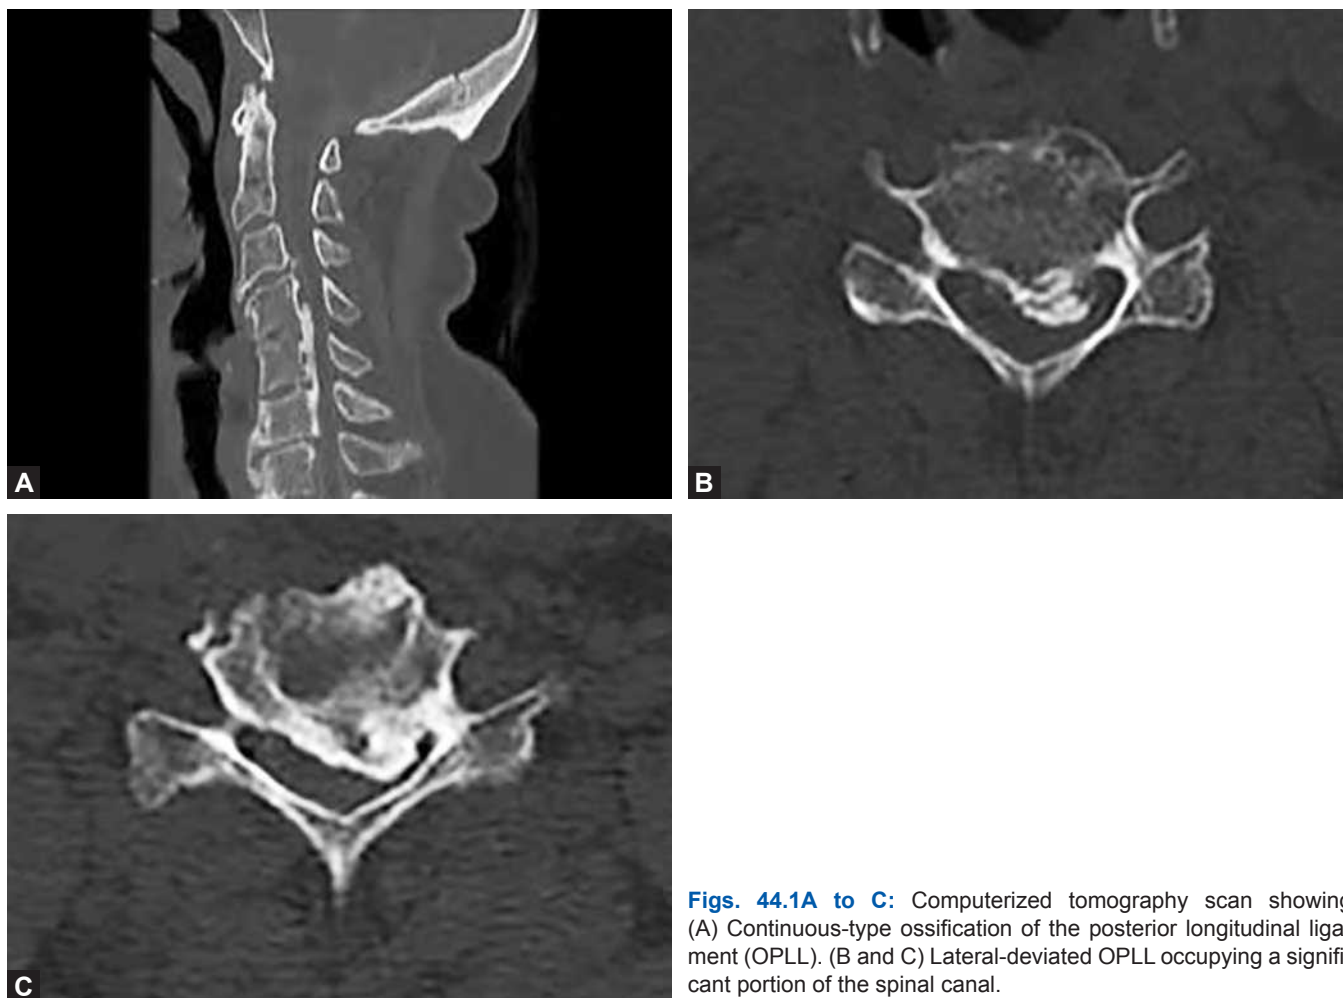 A
B
C
Figs. 44.1A to C: Computerized tomography scan showing
(A) Continuous-type ossification of the posterior longitudinal liga-
ment (OPLL). (B and C) Lateral-deviated OPLL occupying a signifi-
cant portion of the spinal canal.